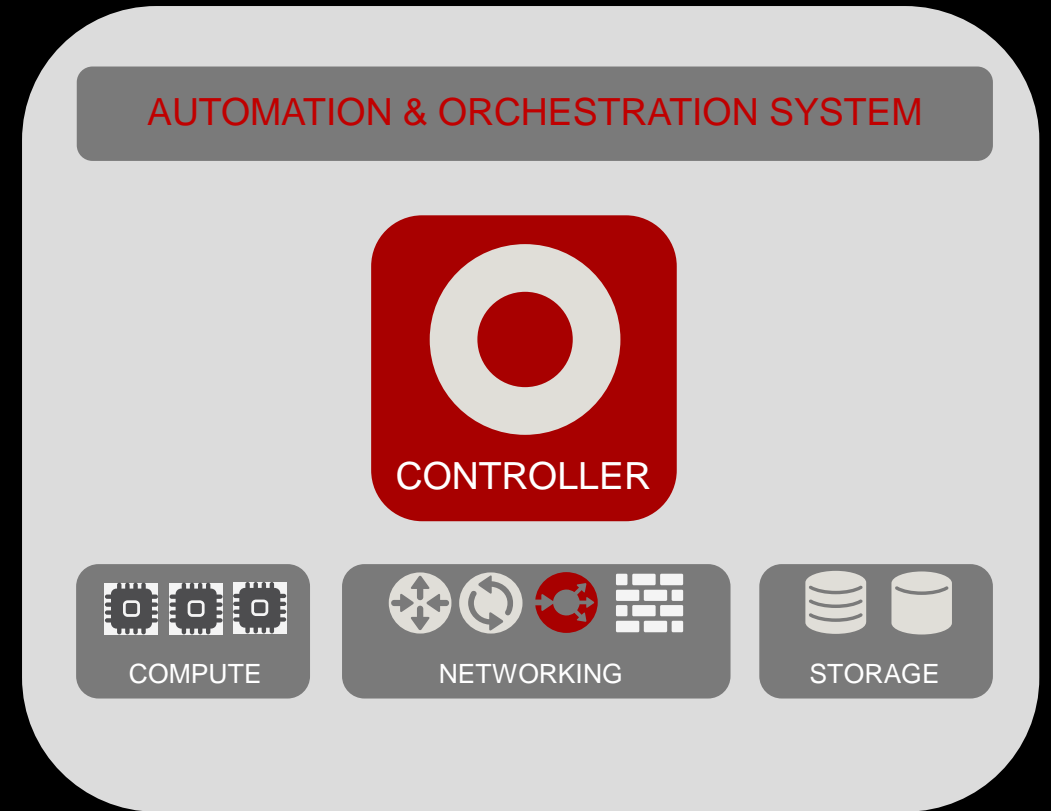 AUTOMATION & ORCHESTRATION SYSTEM
CONTROLLER
COMPUTE
NETWORKING
STORAGE